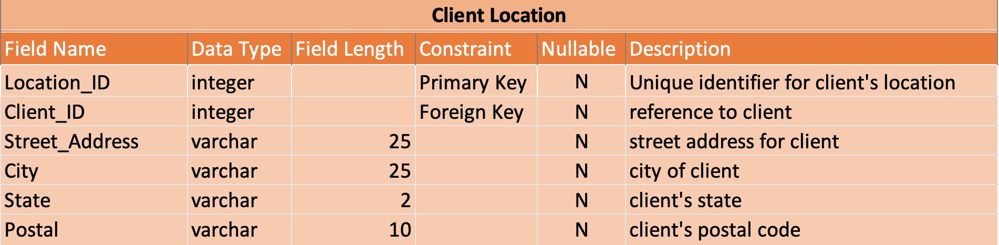 Client Location
Field Name Data Type Field Length Constraint Nullable Description
Location_ID integer Primary Key N Unique identifier for client's location
Client_ID integer Foreign Key N reference to client
Street_Address varchar 25 N street address for client
City varchar 25 N city of client
State varchar 2 N client's state
Postal varchar 10 N client's postal code